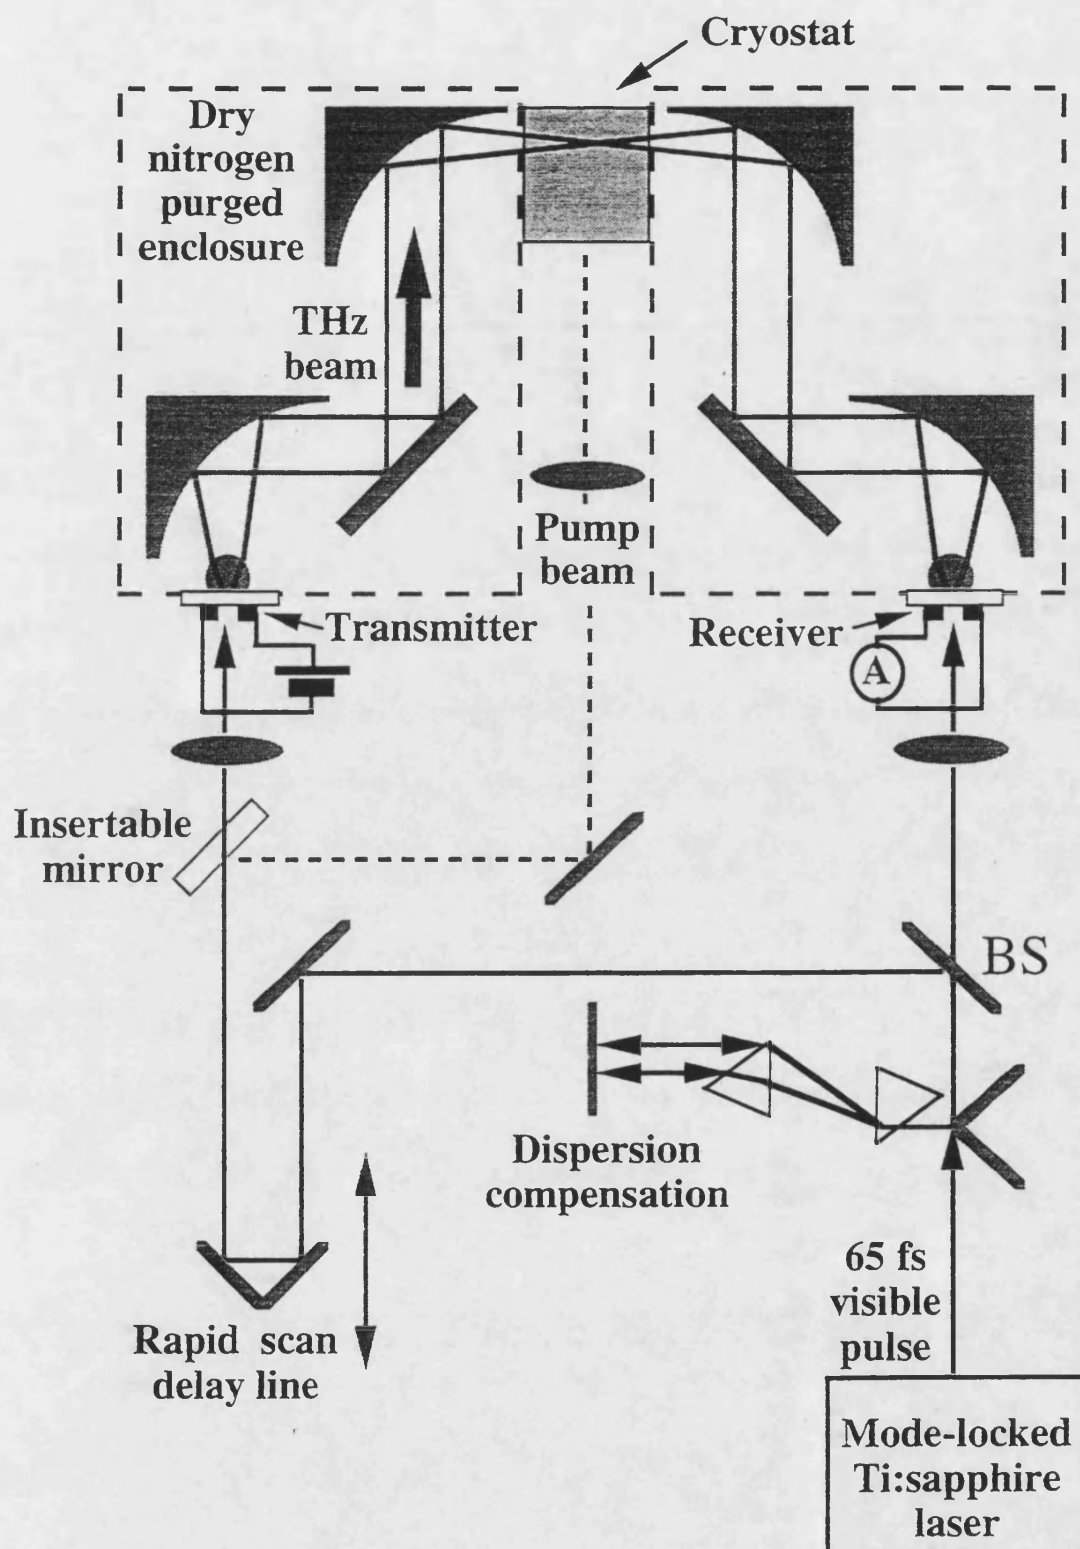 Cryostat
Dry
nitrogen
purged
enclosure
THz
beam
Pump
beam
Transmitter
Receiver
A
Insertable
mirror
BS
Dispersion
compensation
65 fs
visible
pulse
Rapid scan
delay line
Mode-locked
Ti:sapphire
laser